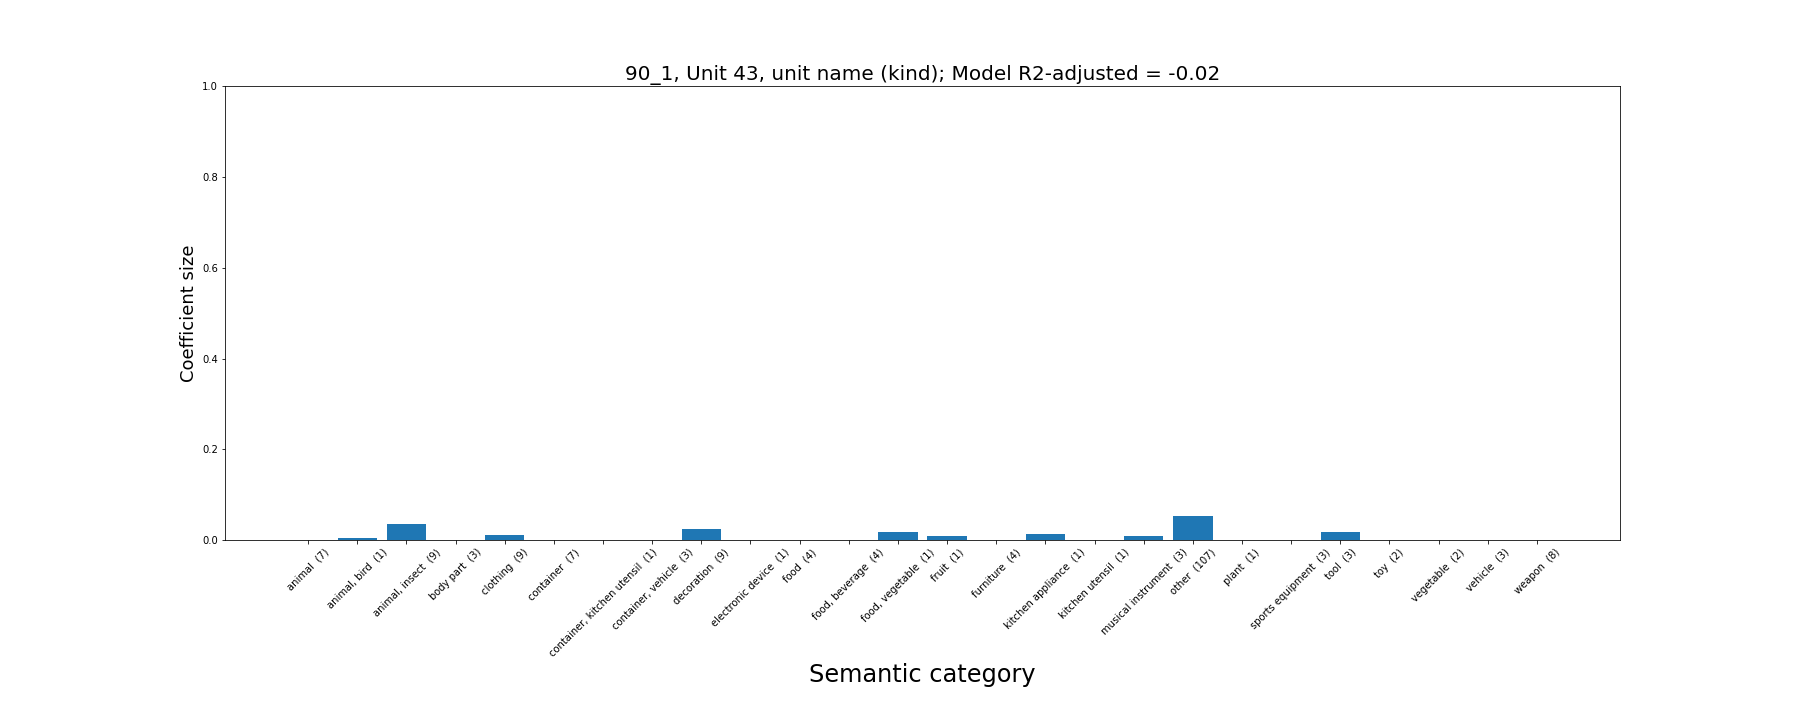 90_1, Unit 43, unit name (kind); Model R2-adjusted = -0.02
1.0
0.8
0.6
0.4
0.2
0.0
Coefficient size
animal (7)
animal, bird (1)
animal, insect (9)
body part (3)
clothing (9)
container (7)
container, kitchen utensil (1)
container, vehicle (3)
decoration (9)
electronic device (1)
food (4)
food, beverage (4)
food, vegetable (1)
fruit (1)
furniture (4)
kitchen appliance (1)
kitchen utensil (1)
musical instrument (3)
other (107)
plant (1)
sports equipment (3)
tool (3)
toy (2)
vegetable (2)
vehicle (3)
weapon (8)
Semantic category